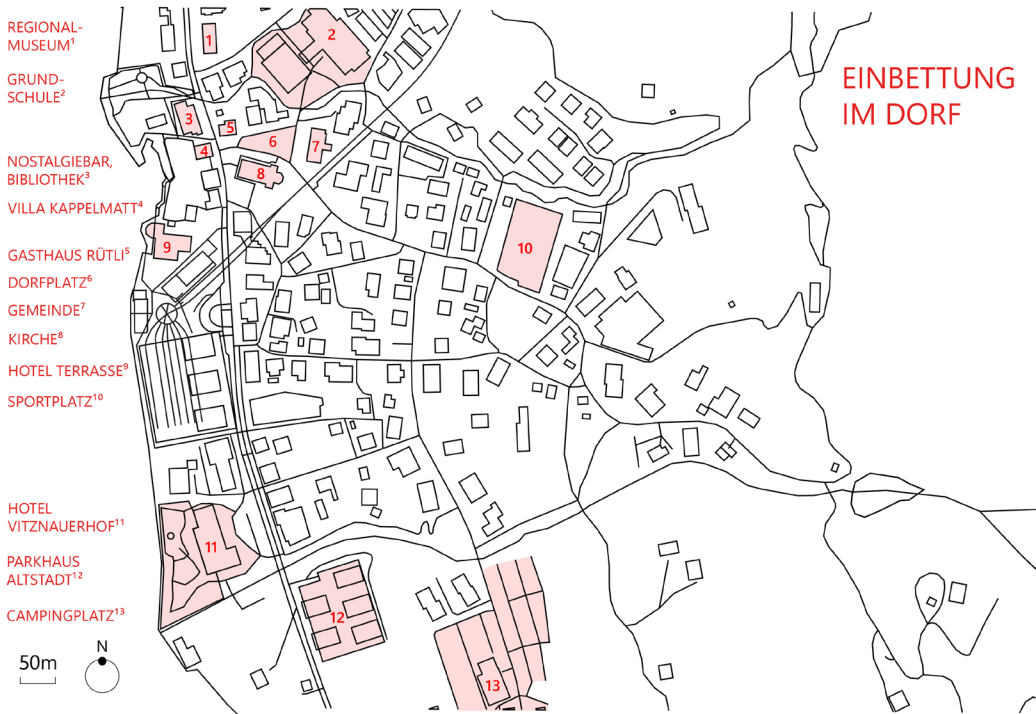 REGIONAL-
MUSEUM¹
GRUND-
SCHULE²
NOSTALGIEBAR,
BIBLIOTHEK³
VILLA KAPPELMATT⁴
GASTHAUS RÜTLI⁵
DORFPLATZ⁶
GEMEINDE⁷
KIRCHE⁸
HOTEL TERRASSE⁹
SPORTPLATZ¹⁰
HOTEL
VITZNAUERHOF¹¹
PARKHAUS
ALTSTADT¹²
CAMPINGPLATZ¹³
50m
N
EINBETTUNG
IM DORF
1
2
3
5
4
6
7
8
9
10
11
12
13